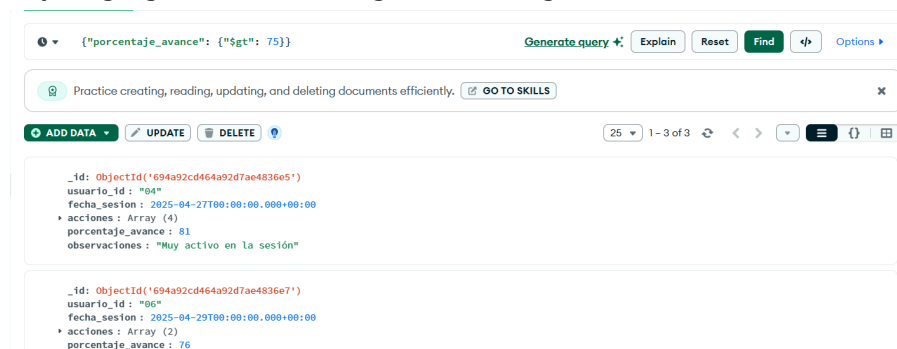 {"porcentaje_avance": {"$gt": 75}} Generate query Explain Reset Find </> Options
Practice creating, reading, updating, and deleting documents efficiently. GO TO SKILLS
ADD DATA UPDATE DELETE 25 1 – 3 of 3 {}
_id: ObjectId('694a92cd464a92d7ae4836e5')
usuario_id : "04"
fecha_sesion : 2025-04-27T00:00:00.000+00:00
acciones : Array (4)
porcentaje_avance : 81
observaciones : "Muy activo en la sesión"
_id: ObjectId('694a92cd464a92d7ae4836e7')
usuario_id : "06"
fecha_sesion : 2025-04-29T00:00:00.000+00:00
acciones : Array (2)
porcentaje_avance : 76